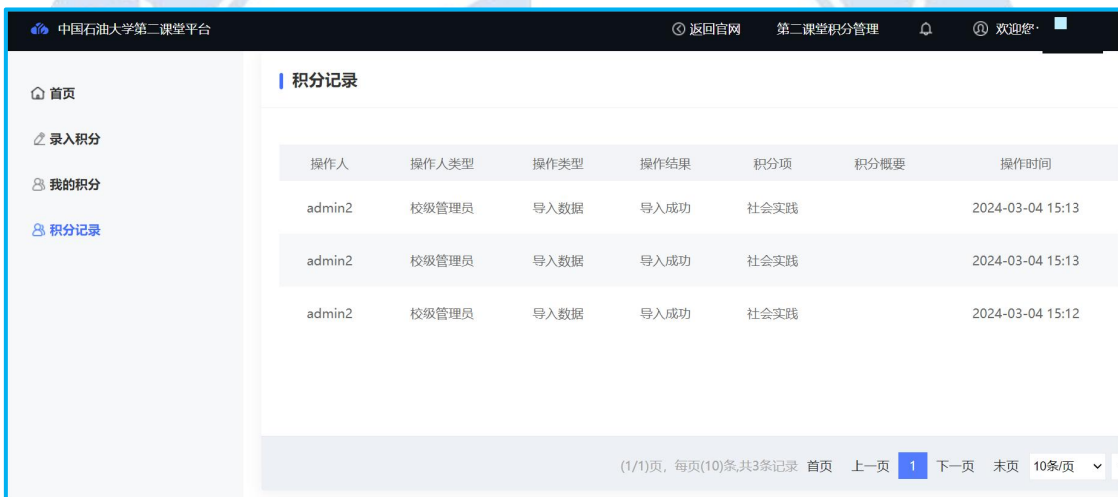 中国石油大学第二课堂平台 返回官网 第二课堂积分管理 欢迎您·
首页
录入积分
我的积分
积分记录
积分记录
操作人 操作人类型 操作类型 操作结果 积分项 积分概要 操作时间
admin2 校级管理员 导入数据 导入成功 社会实践 2024-03-04 15:13
admin2 校级管理员 导入数据 导入成功 社会实践 2024-03-04 15:13
admin2 校级管理员 导入数据 导入成功 社会实践 2024-03-04 15:12
(1/1)页, 每页(10)条,共3条记录 首页 上一页 1 下一页 末页 10条/页